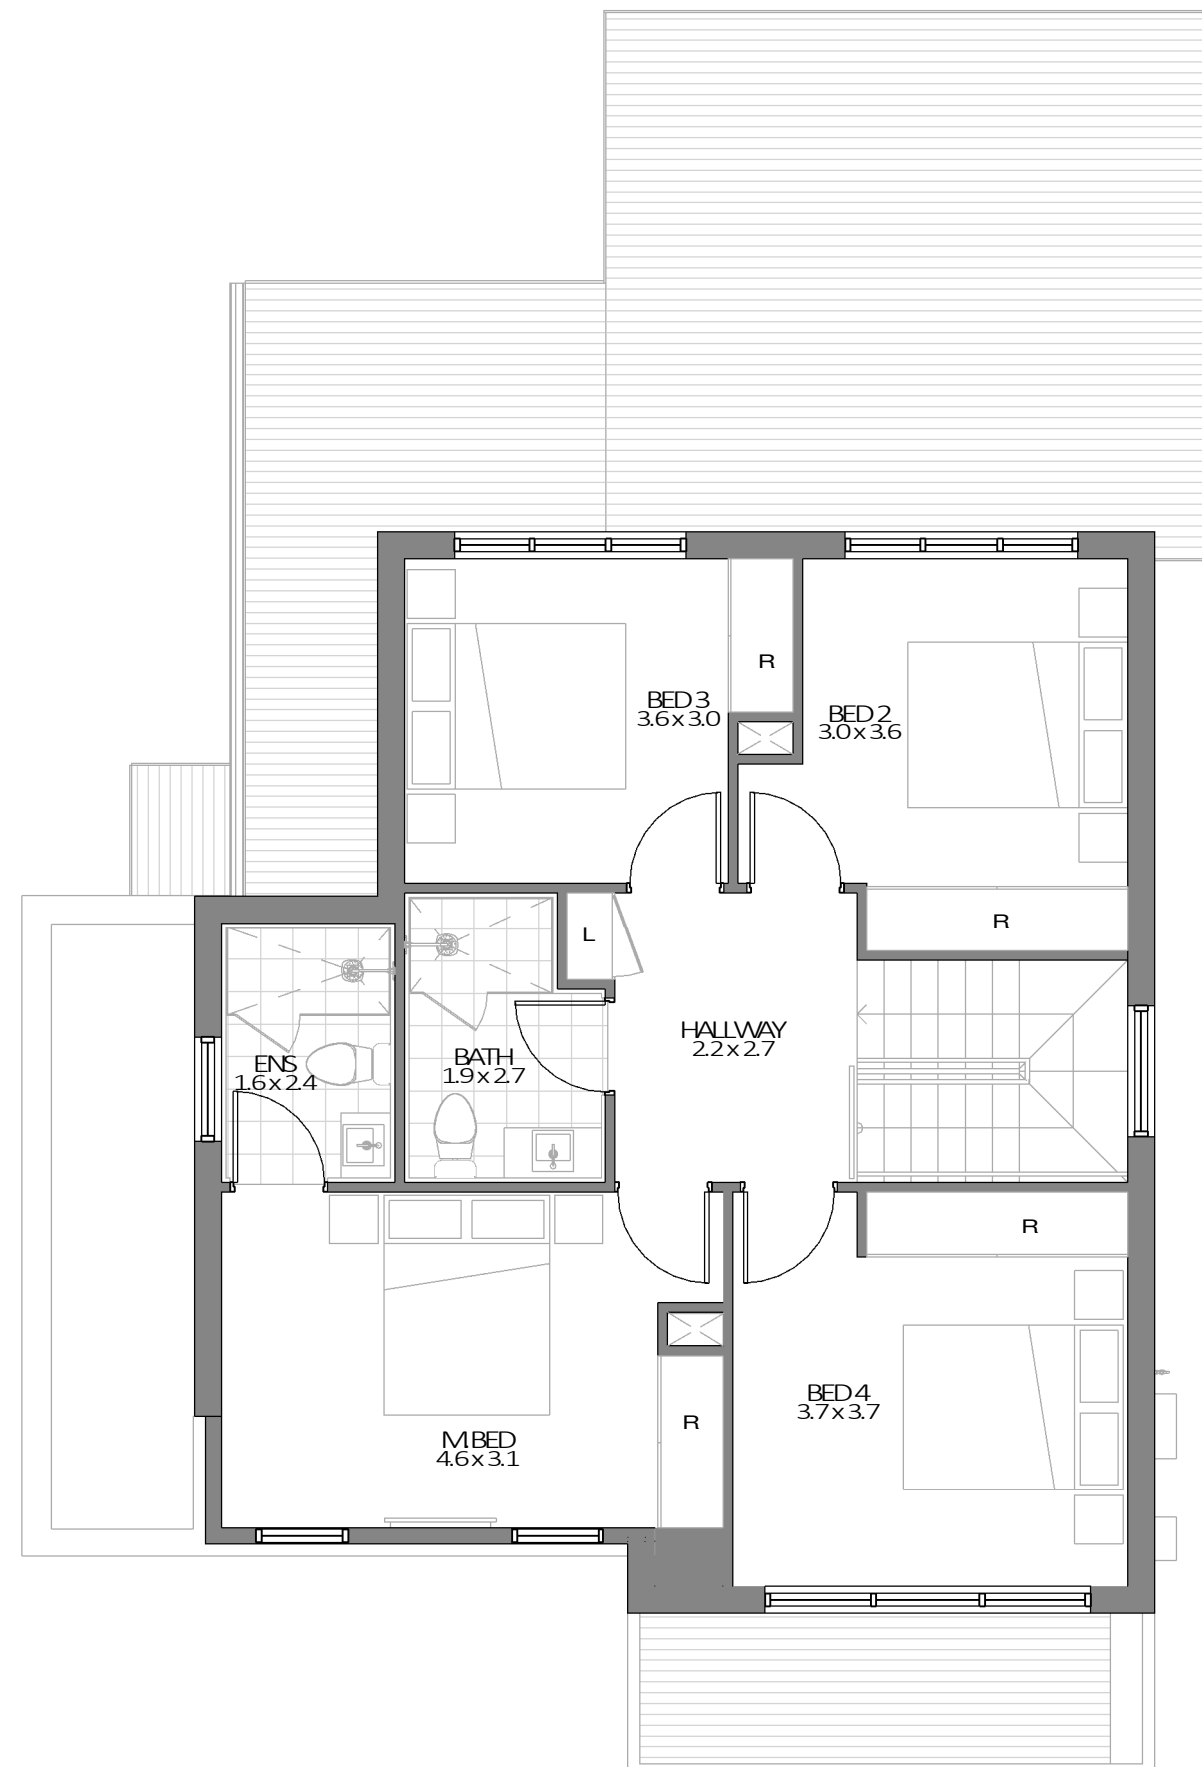 R
BED 3
3.6 x 3.0
BED 2
3.0 x 3.6
R
L
HALLWAY
2.2 x 2.7
ENS
1.6 x 2.4
BATH
1.9 x 2.7
R
BED 4
3.7 x 3.7
R
M.BED
4.6 x 3.1